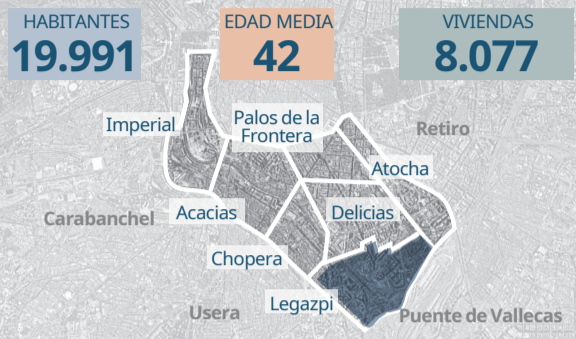 HABITANTES
19.991
EDAD MEDIA
42
VIVIENDAS
8.077
Imperial
Palos de la
Frontera
Retiro
Atocha
Carabanchel
Acacias
Delicias
Chopera
Legazpi
Usera
Puente de Vallecas